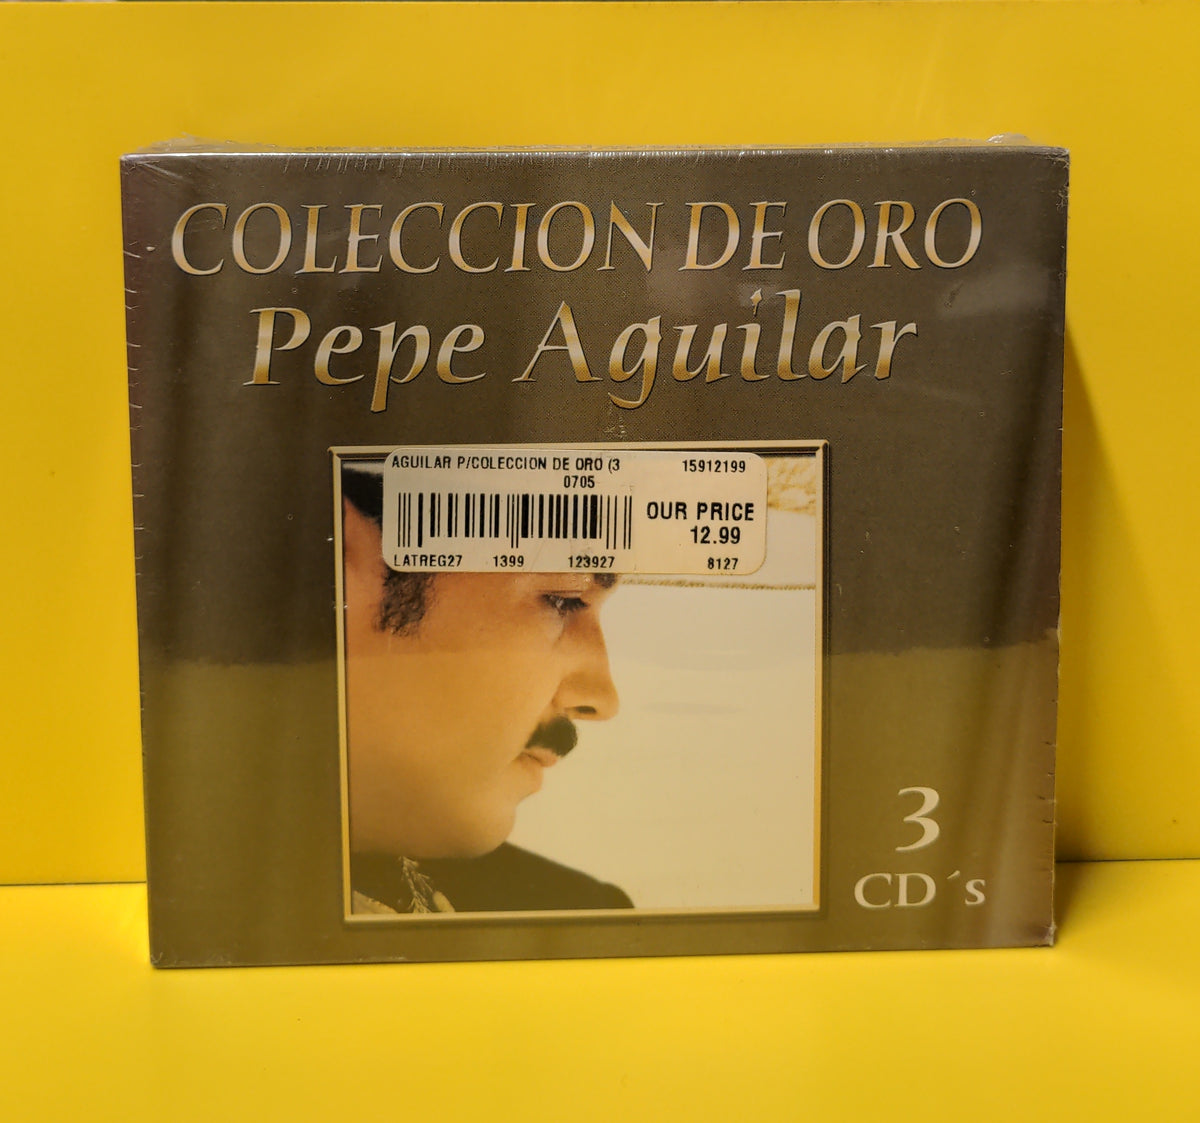 COLECCION DE ORO
Pepe Aguilar
AGUILAR P/COLECCION DE ORO (3 15912199
0705
OUR PRICE
12.99
LATREG27 1399 123927 8127
3
CD´s